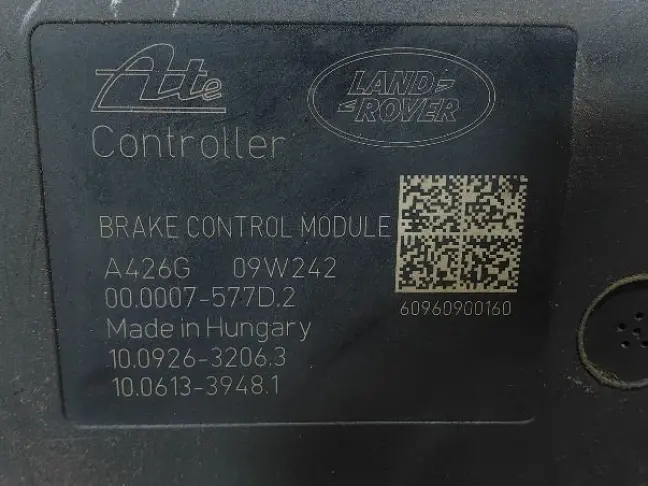 Ate
LAND
ROVER
Controller
BRAKE CONTROL MODULE
A426G 09W242
00.0007-577D.2
60960900160
Made in Hungary
10.0926-3206.3
10.0613-3948.1